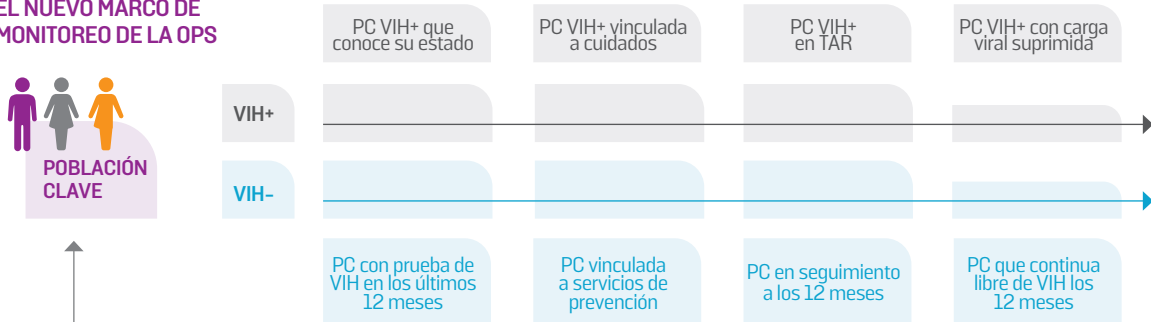 EL NUEVO MARCO DE
MONITOREO DE LA OPS
PC VIH+ que
conoce su estado
PC VIH+ vinculada
a cuidados
PC VIH+
en TAR
PC VIH+ con carga
viral suprimida
VIH+
POBLACIÓN
CLAVE
VIH-
PC con prueba de
VIH en los últimos
12 meses
PC vinculada
a servicios de
prevención
PC en seguimiento
a los 12 meses
PC que continua
libre de VIH los
12 meses